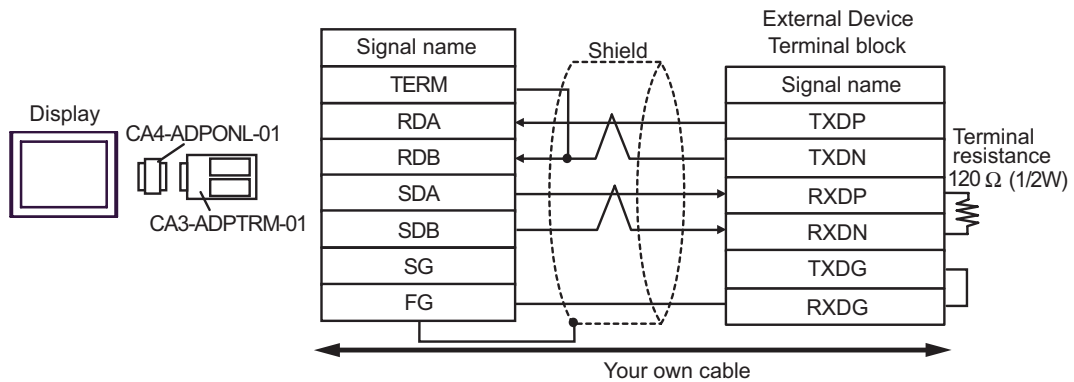 External Device
Terminal block
Signal name
Shield
TERM
Signal name
Display
CA4-ADPONL-01
RDA
TXDP
Terminal
resistance
120 Ω (1/2W)
RDB
TXDN
CA3-ADPTRM-01
SDA
RXDP
SDB
RXDN
SG
TXDG
FG
RXDG
Your own cable